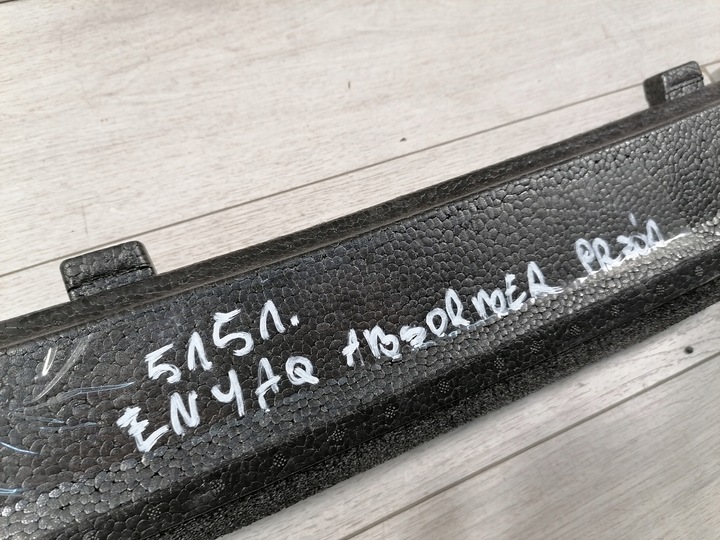 5151.
ENYAQ ABSORBER PRZÓD